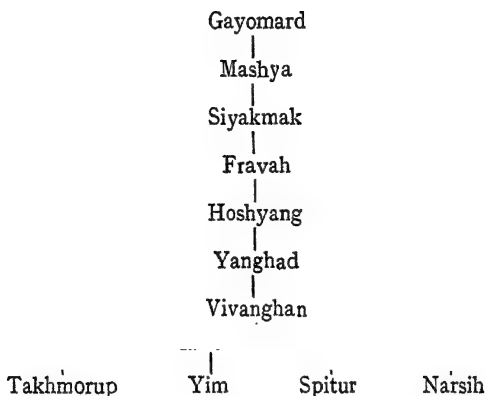 Gayomard
Mashya
Siyakmak
Fravah
Hoshyang
Yanghad
Vivanghan
Takhmorup Yim Spitur Narsih